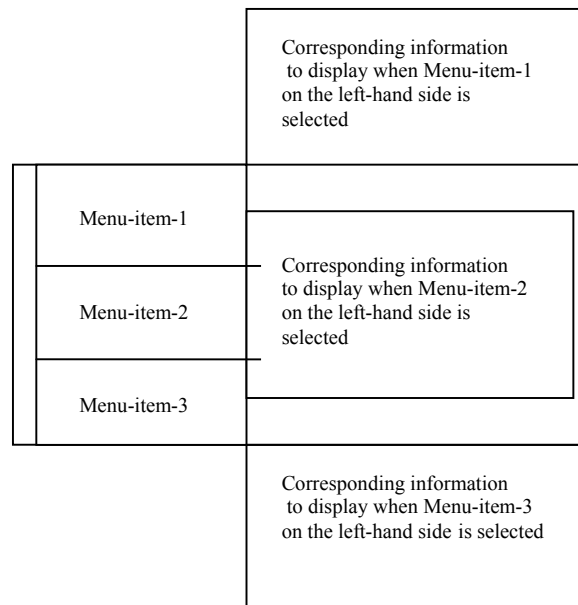 Corresponding information
to display when Menu-item-1
on the left-hand side is
selected
Menu-item-1
Menu-item-2
Menu-item-3
Corresponding information
to display when Menu-item-2
on the left-hand side is
selected
Corresponding information
to display when Menu-item-3
on the left-hand side is selected